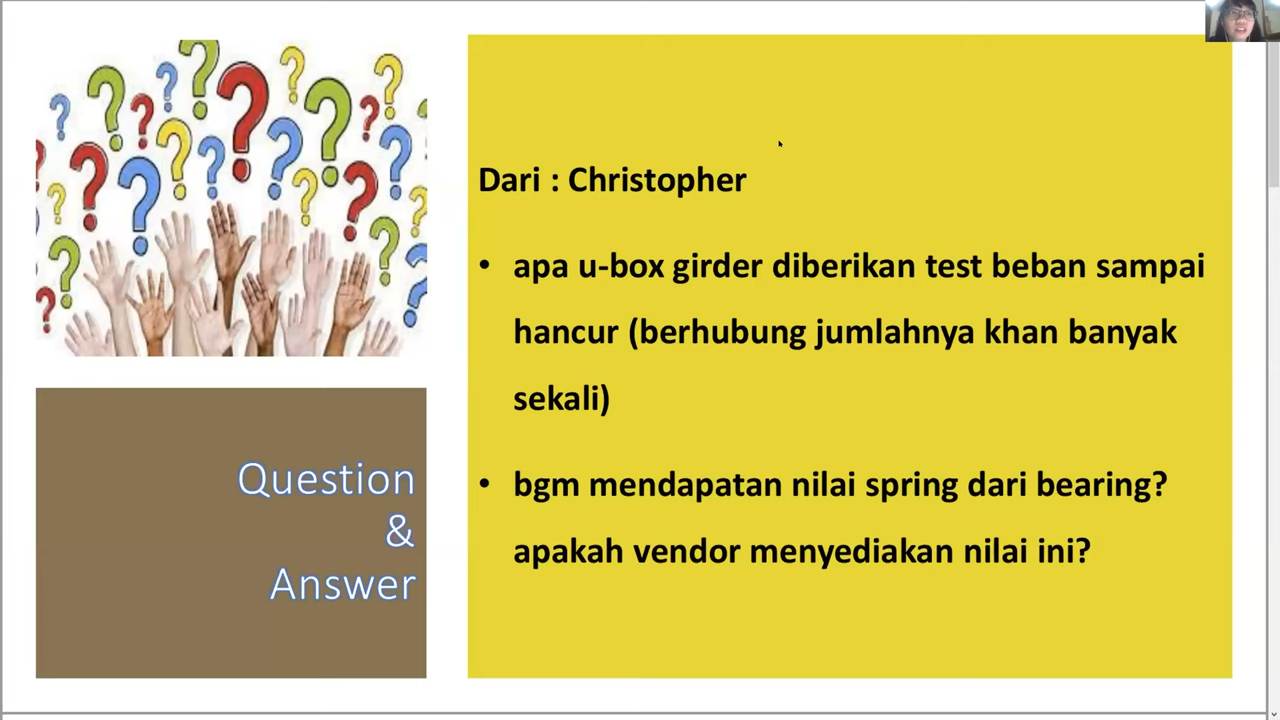 Dari : Christopher
• apa u-box girder diberikan test beban sampai
hancur (berhubung jumlahnya khan banyak
sekali)
• bgm mendapatan nilai spring dari bearing?
apakah vendor menyediakan nilai ini?
Question
&
Answer